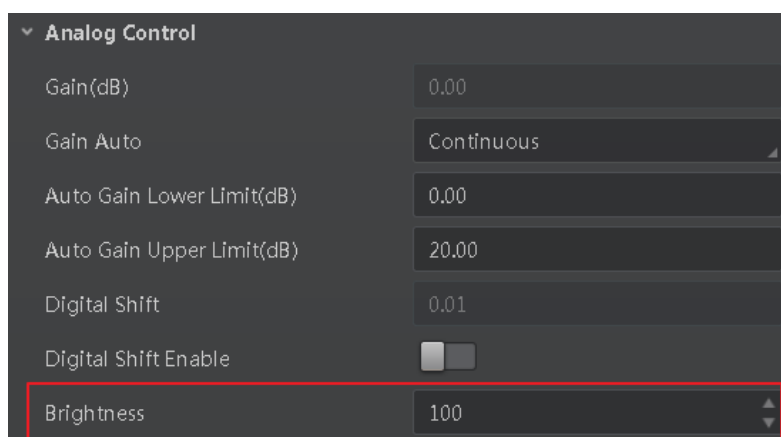 Analog Control
Gain(dB) 0.00
Gain Auto Continuous
Auto Gain Lower Limit(dB) 0.00
Auto Gain Upper Limit(dB) 20.00
Digital Shift 0.01
Digital Shift Enable
Brightness 100